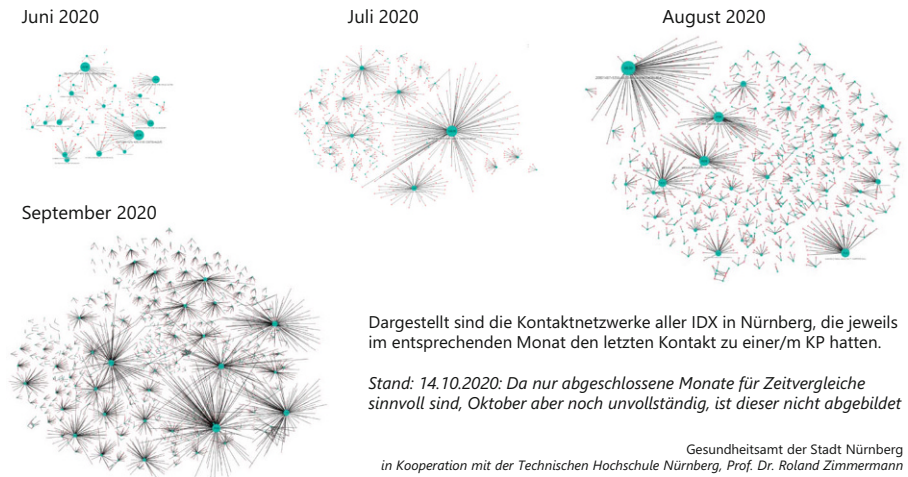 Juni 2020
Juli 2020
August 2020
September 2020
Dargestellt sind die Kontaktnetzwerke aller IDX in Nürnberg, die jeweils
im entsprechenden Monat den letzten Kontakt zu einer/m KP hatten.
Stand: 14.10.2020: Da nur abgeschlossene Monate für Zeitvergleiche
sinnvoll sind, Oktober aber noch unvollständig, ist dieser nicht abgebildet
Gesundheitsamt der Stadt Nürnberg
in Kooperation mit der Technischen Hochschule Nürnberg, Prof. Dr. Roland Zimmermann